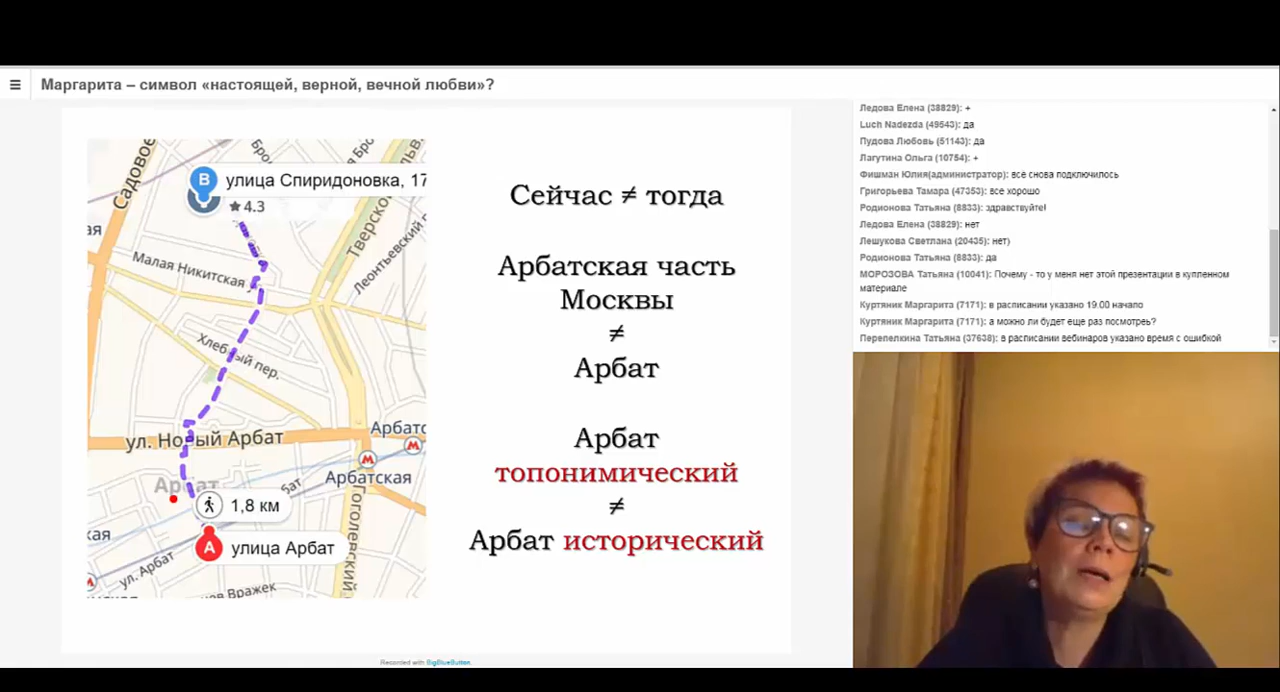 Маргарита – символ «настоящей, верной, вечной любви»?
Садовое
В
улица Спиридоновка, 17
4.3
Тверской
Леонтьевский
Малая Никитская
Хлебный пер.
ул. Новый Арбат
Арбатс
Арбатская
Арбат
1,8 км
А
улица Арбат
ул. Арбат
Гоголевский
Вражек
Сейчас ≠ тогда
Арбатская часть
Москвы
≠
Арбат
Арбат
топонимический
≠
Арбат исторический
Ледова Елена (38829): +
Luch Nadezda (49543): да
Пудова Любовь (51143): да
Лагутина Ольга (10754): +
Фишман Юлия(администратор): все снова подключилось
Григорьева Тамара (47353): все хорошо
Родионова Татьяна (8833): здравствуйте!
Ледова Елена (38829): нет
Лешукова Светлана (20435): нет)
Родионова Татьяна (8833): да
МОРОЗОВА Татьяна (10041): Почему - то у меня нет этой презентации в купленном
материале
Куртяник Маргарита (7171): в расписании указано 19.00 начало
Куртяник Маргарита (7171): а можно ли будет еще раз посмотреь?
Перепелкина Татьяна (37638): в расписании вебинаров указано время с ошибкой
Recorded with BigBlueButton.